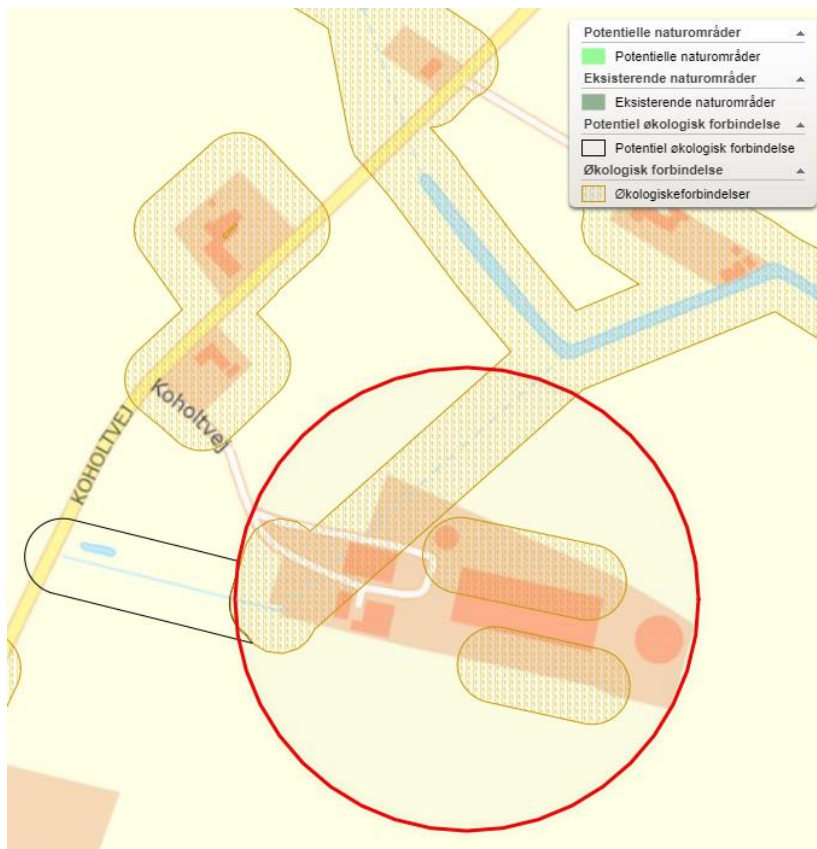 Potentielle naturområder
Potentielle naturområder
Eksisterende naturområder
Eksisterende naturområder
Potentiel økologisk forbindelse
Potentiel økologisk forbindelse
Økologisk forbindelse
Økologiskeforbindelser
Koholtvej
KOHOLTVEJ